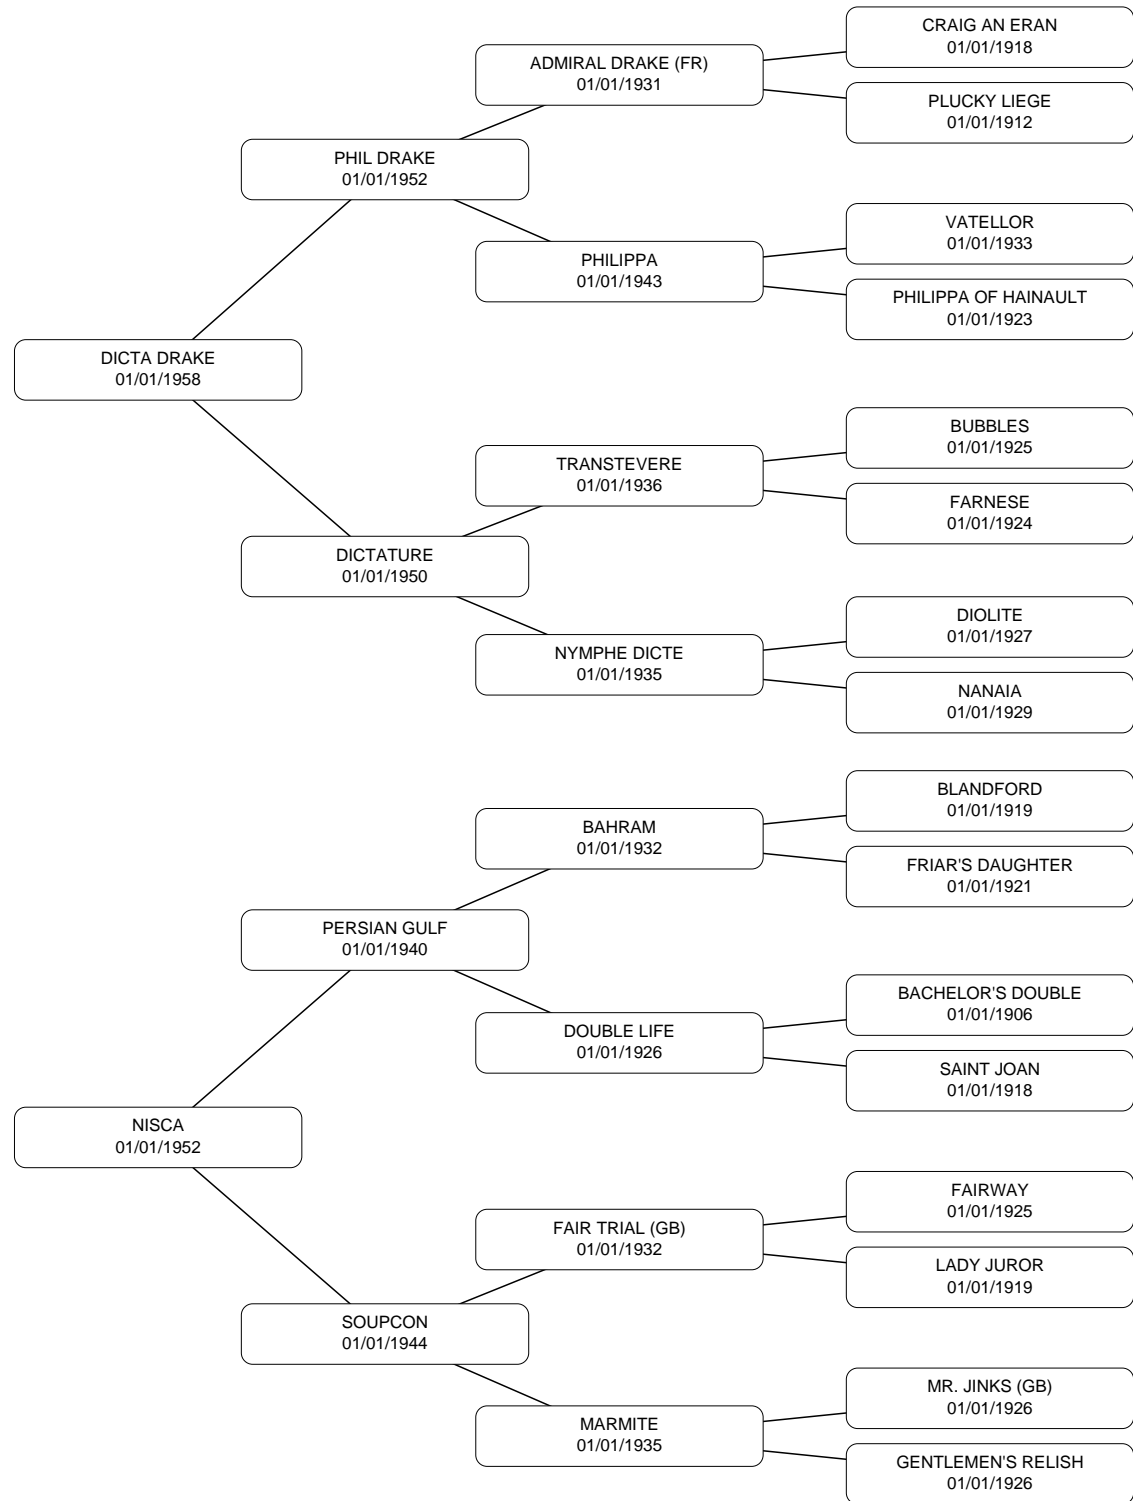 CRAIG AN ERAN
01/01/1918
ADMIRAL DRAKE (FR)
01/01/1931
PLUCKY LIEGE
01/01/1912
PHIL DRAKE
01/01/1952
VATELLOR
01/01/1933
PHILIPPA
01/01/1943
PHILIPPA OF HAINAULT
01/01/1923
DICTA DRAKE
01/01/1958
BUBBLES
01/01/1925
TRANSTEVERE
01/01/1936
FARNESE
01/01/1924
DICTATURE
01/01/1950
DIOLITE
01/01/1927
NYMPHE DICTE
01/01/1935
NANAIA
01/01/1929
BLANDFORD
01/01/1919
BAHRAM
01/01/1932
FRIAR'S DAUGHTER
01/01/1921
PERSIAN GULF
01/01/1940
BACHELOR'S DOUBLE
01/01/1906
DOUBLE LIFE
01/01/1926
SAINT JOAN
01/01/1918
NISCA
01/01/1952
FAIRWAY
01/01/1925
FAIR TRIAL (GB)
01/01/1932
LADY JUROR
01/01/1919
SOUPCON
01/01/1944
MR. JINKS (GB)
01/01/1926
MARMITE
01/01/1935
GENTLEMEN'S RELISH
01/01/1926